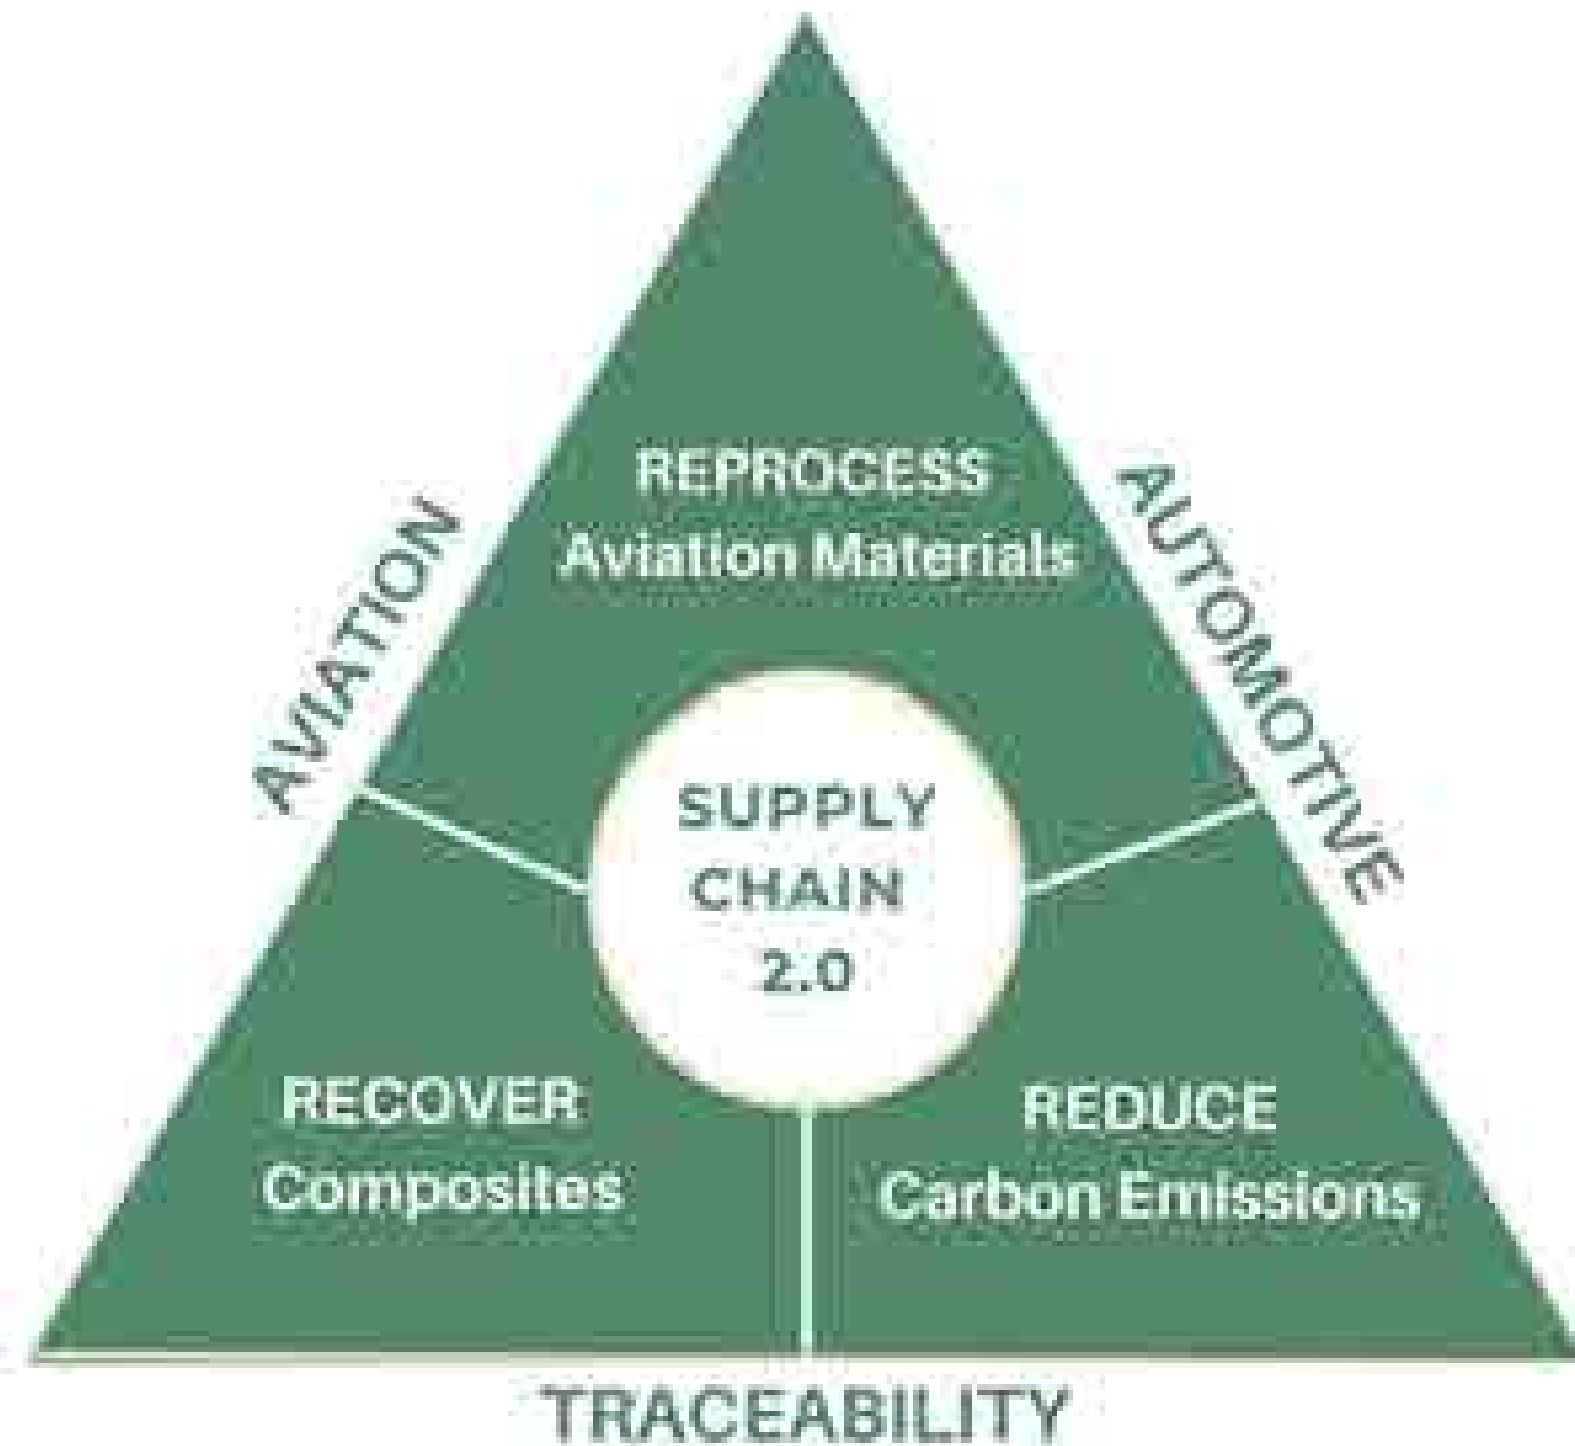 REPROCESS
Aviation Materials
AVIATION
AUTOMOTIVE
SUPPLY
CHAIN
2.0
RECOVER
Composites
REDUCE
Carbon Emissions
TRACEABILITY